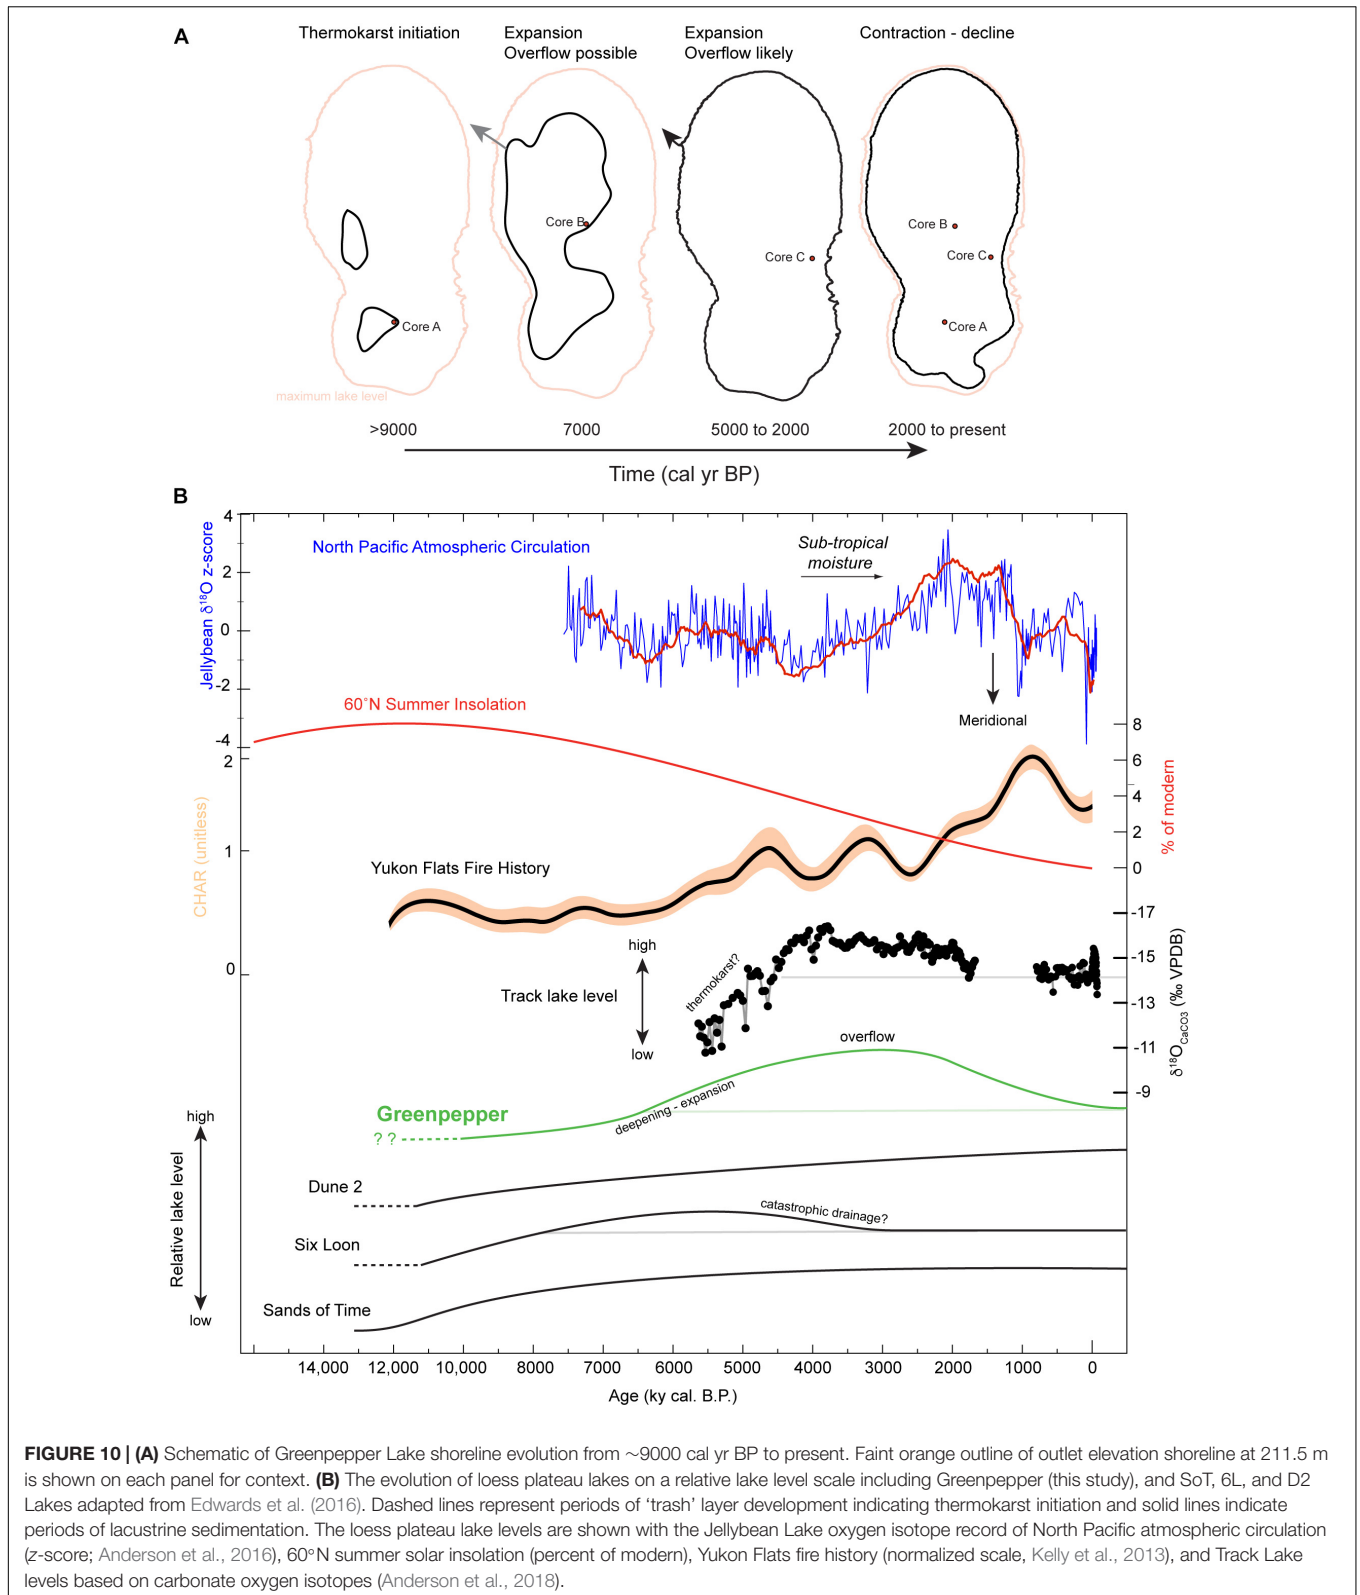 A
Thermokarst initiation
Expansion
Overflow possible
Expansion
Overflow likely
Contraction - decline
Core A
Core B
Core C
Core B
Core C
Core A
maximum lake level
>9000
7000
5000 to 2000
2000 to present
Time (cal yr BP)
B
Jellybean δ¹⁸O z-score
4
2
0
-2
-4
North Pacific Atmospheric Circulation
Sub-tropical
moisture
Meridional
60°N Summer Insolation
8
6
4
2
0
% of modern
CHAR (unitless)
2
1
0
Yukon Flats Fire History
high
Track lake level
low
thermokarst?
-17
-15
-13
-11
-9
δ¹⁸O CaCO3 (‰ VPDB)
overflow
deepening - expansion
Greenpepper
? ?
high
Relative lake level
low
Dune 2
catastrophic drainage?
Six Loon
Sands of Time
14,000 12,000 10,000 8000 7000 6000 5000 4000 3000 2000 1000 0
Age (ky cal. B.P.)
FIGURE 10 | (A) Schematic of Greenpepper Lake shoreline evolution from ∼9000 cal yr BP to present. Faint orange outline of outlet elevation shoreline at 211.5 m
is shown on each panel for context. (B) The evolution of loess plateau lakes on a relative lake level scale including Greenpepper (this study), and SoT, 6L, and D2
Lakes adapted from Edwards et al. (2016). Dashed lines represent periods of ‘trash’ layer development indicating thermokarst initiation and solid lines indicate
periods of lacustrine sedimentation. The loess plateau lake levels are shown with the Jellybean Lake oxygen isotope record of North Pacific atmospheric circulation
(z-score; Anderson et al., 2016), 60°N summer solar insolation (percent of modern), Yukon Flats fire history (normalized scale, Kelly et al., 2013), and Track Lake
levels based on carbonate oxygen isotopes (Anderson et al., 2018).